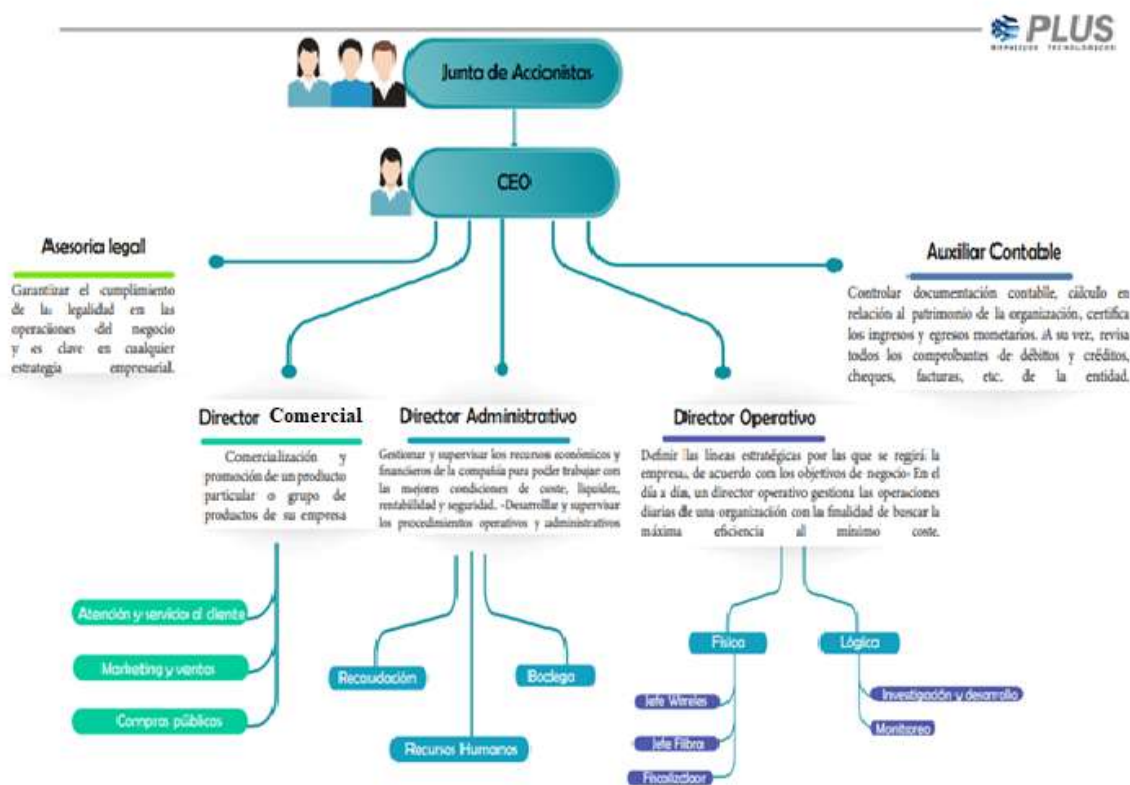 PLUS
Junta de Accionistas
CEO
Asesoria legal
Garantizar el cumplimiento
de la legalidad en las
operaciones del negocio
y es clave en cualquier
estrategia empresarial.
Auxiliar Contable
Controlar documentación contable, cálculo en
relación al patrimonio de la organización, certifica
los ingresos y egresos monetarios. A su vez, revisa
todos los comprobantes de débitos y créditos,
cheques, facturas, etc. de la entidad.
Director Comercial
Comercialización y
promoción de un producto
particular o grupo de
productos de su empresa
Director Administrativo
Gestionar y supervisar los recursos económicos y
financieros de la compañía para poder trabajar con
las mejores condiciones de coste, liquidez,
rentabilidad y seguridad. -Desarrollar y supervisar
los procedimientos operativos y administrativos
Director Operativo
Definir las líneas estratégicas por las que se regirá la
empresa, de acuerdo con los objetivos de negocio- En el
día a día, un director operativo gestiona las operaciones
diarias de una organización con la finalidad de buscar la
máxima eficiencia al mínimo coste.
Atención y servicios al cliente
Marketing y ventas
Compras públicas
Recaudación
Bodega
Recursos Humanos
Física
Lógica
Jefe Wireles
Jefe Fibra
Investigación y desarrollo
Monitoreo